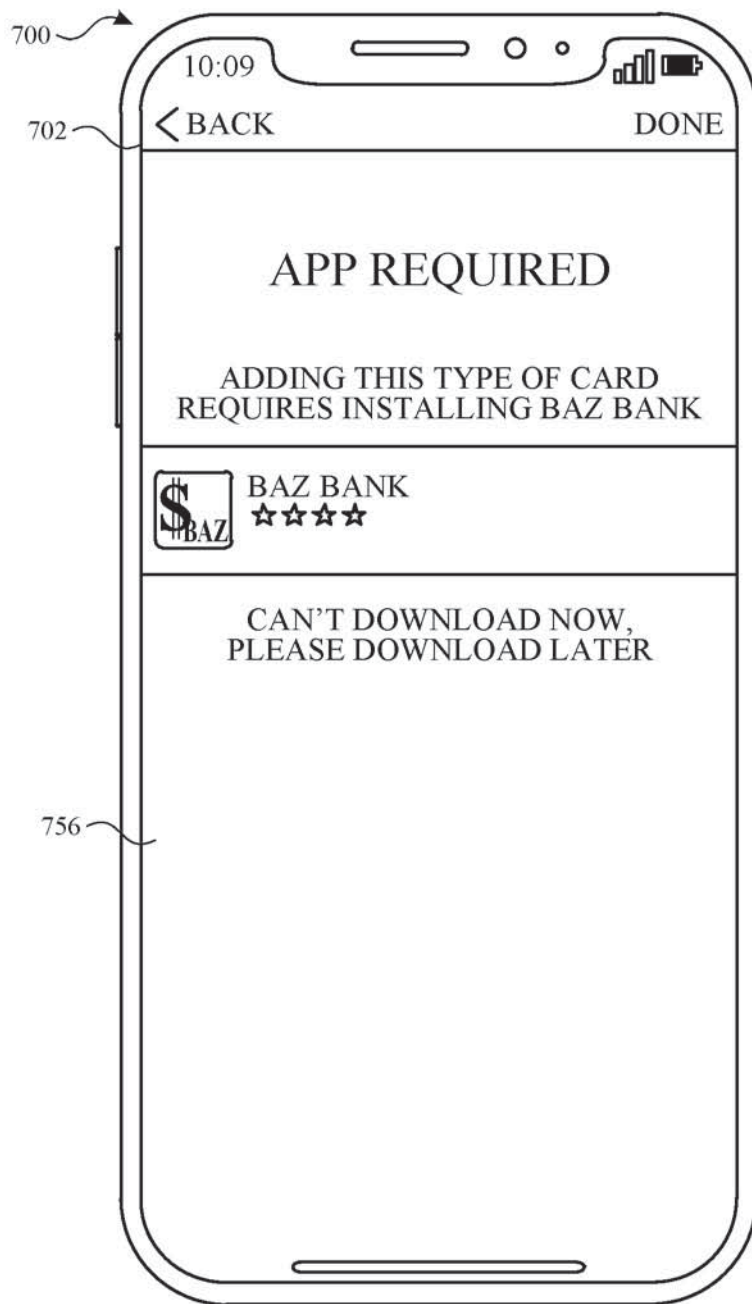 700
10:09
702
BACK DONE
APP REQUIRED
ADDING THIS TYPE OF CARD
REQUIRES INSTALLING BAZ BANK
$BAZ
BAZ BANK
CAN'T DOWNLOAD NOW,
PLEASE DOWNLOAD LATER
756